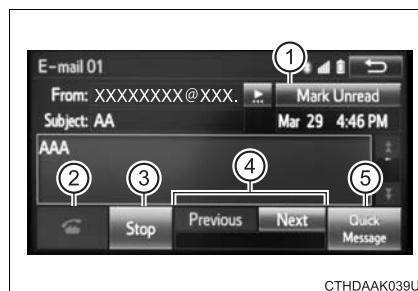 1
E-mail 01
From: XXXXXXXX@XXX. Mark Unread
Subject: AA Mar 29 4:46 PM
AAA
2 3 4 5
Stop Previous Next Quick Message
CTHDAAK039U